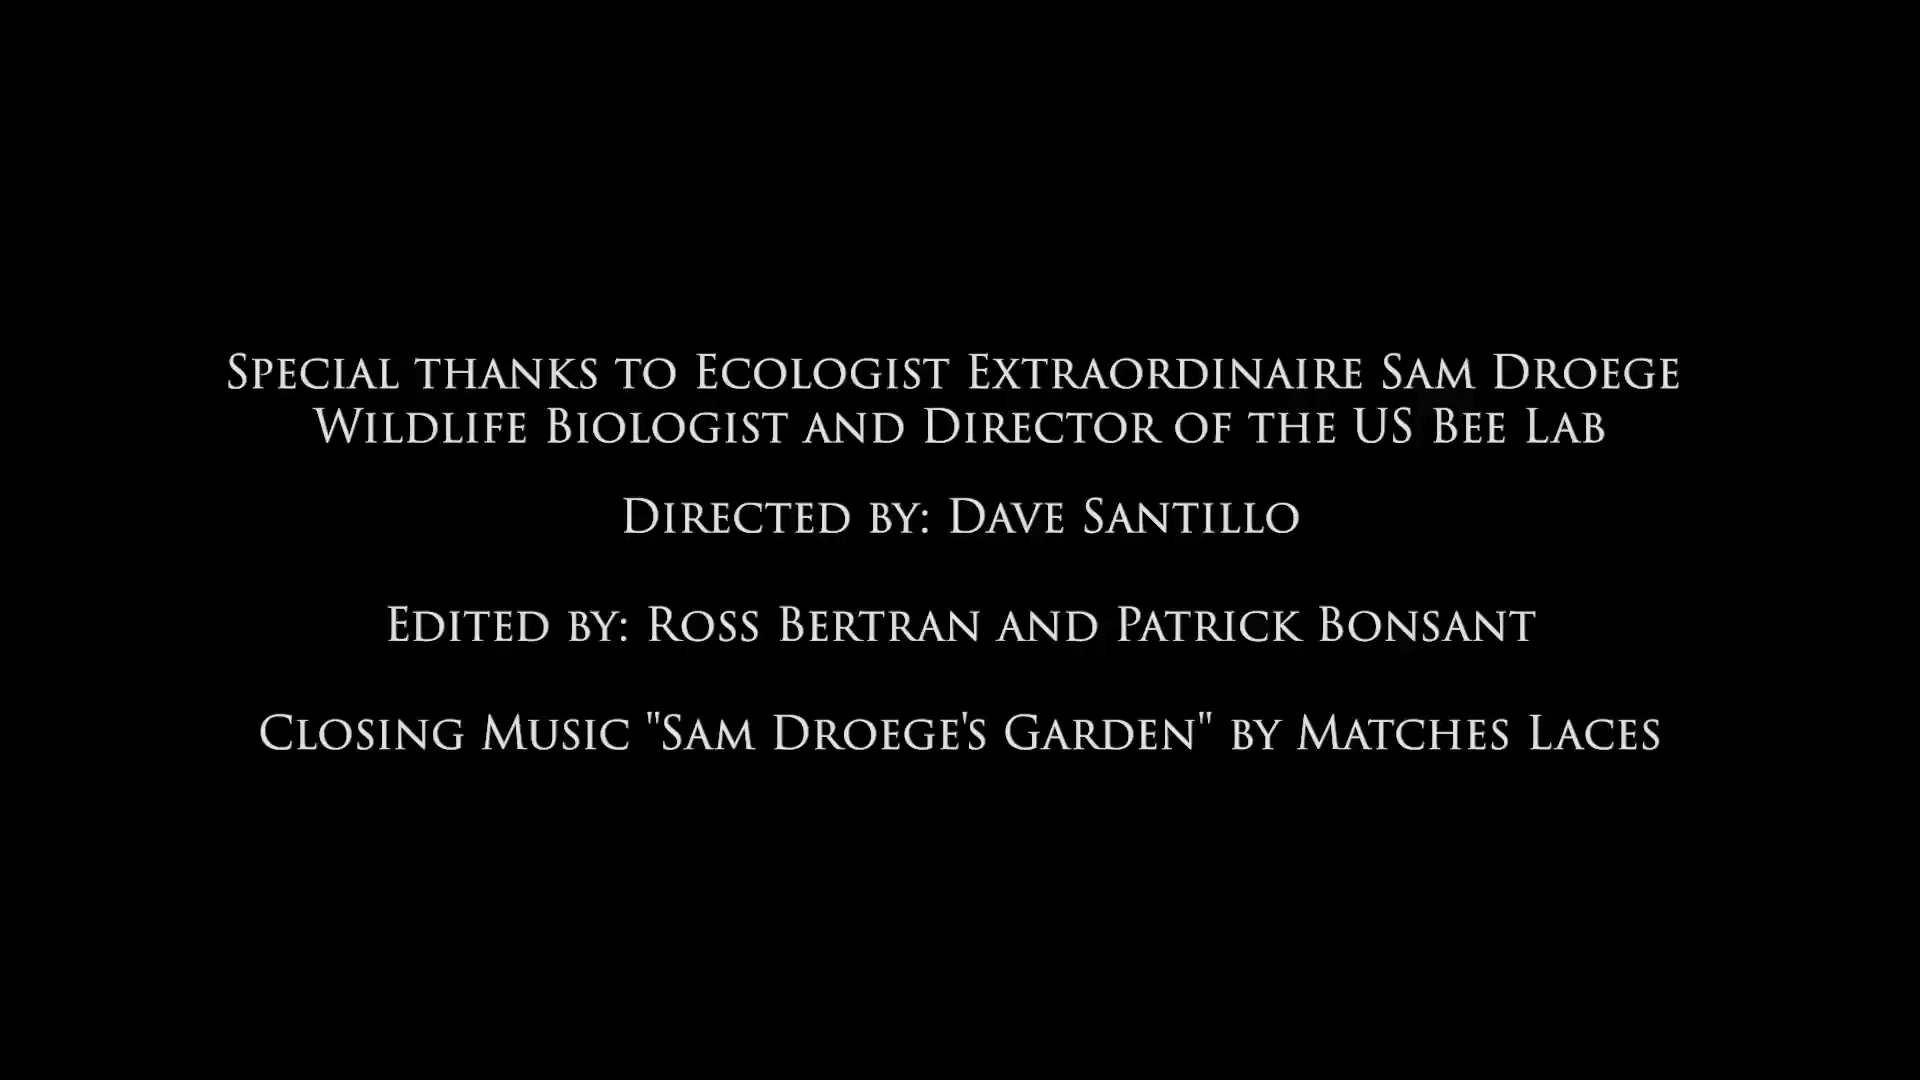 Special thanks to Ecologist Extraordinaire Sam Droege
Wildlife Biologist and Director of the US Bee Lab
Directed by: Dave Santillo
Edited by: Ross Bertran and Patrick Bonsant
Closing Music "Sam Droege's Garden" by Matches Laces